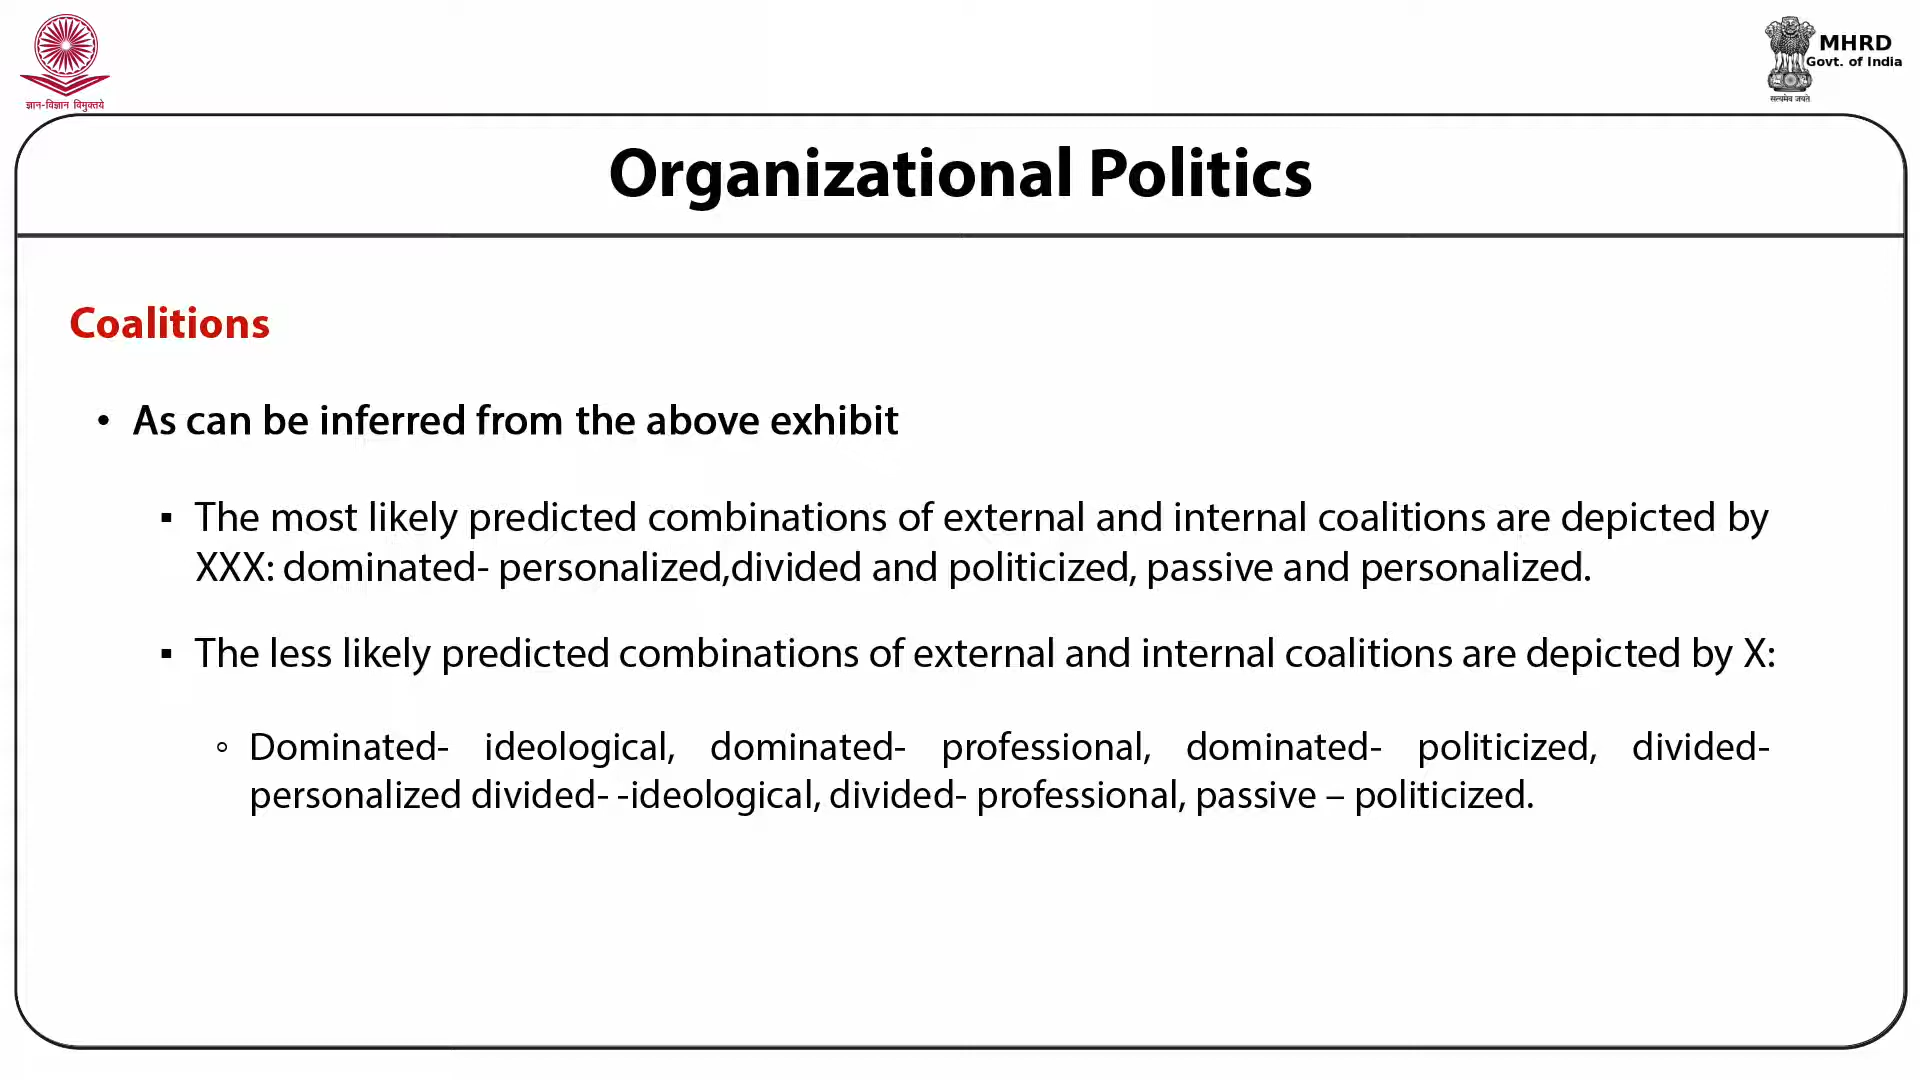 ज्ञान-विज्ञान विमुक्तये
MHRD
Govt. of India
सत्यमेव जयते
Organizational Politics
Coalitions
• As can be inferred from the above exhibit
▪ The most likely predicted combinations of external and internal coalitions are depicted by
XXX: dominated- personalized,divided and politicized, passive and personalized.
▪ The less likely predicted combinations of external and internal coalitions are depicted by X:
◦ Dominated- ideological, dominated- professional, dominated- politicized, divided-
personalized divided- -ideological, divided- professional, passive – politicized.